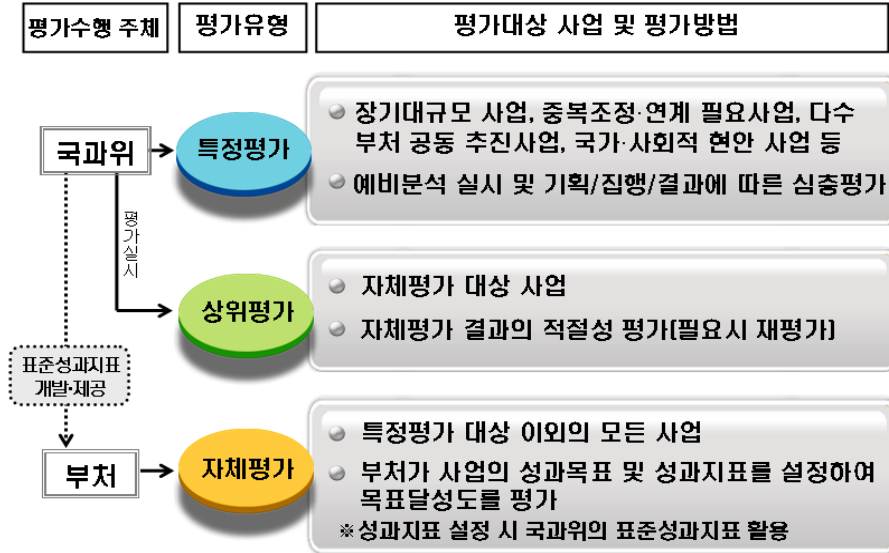 평가수행 주체
평가유형
평가대상 사업 및 평가방법
국과위
특정평가
장기대규모 사업, 중복조정·연계 필요사업, 다수
부처 공동 추진사업, 국가·사회적 현안 사업 등
예비분석 실시 및 기획/집행/결과에 따른 심층평가
평가실시
상위평가
자체평가 대상 사업
자체평가 결과의 적절성 평가(필요시 재평가)
표준성과지표
개발·제공
부처
자체평가
특정평가 대상 이외의 모든 사업
부처가 사업의 성과목표 및 성과지표를 설정하여
목표달성도를 평가
※성과지표 설정 시 국과위의 표준성과지표 활용